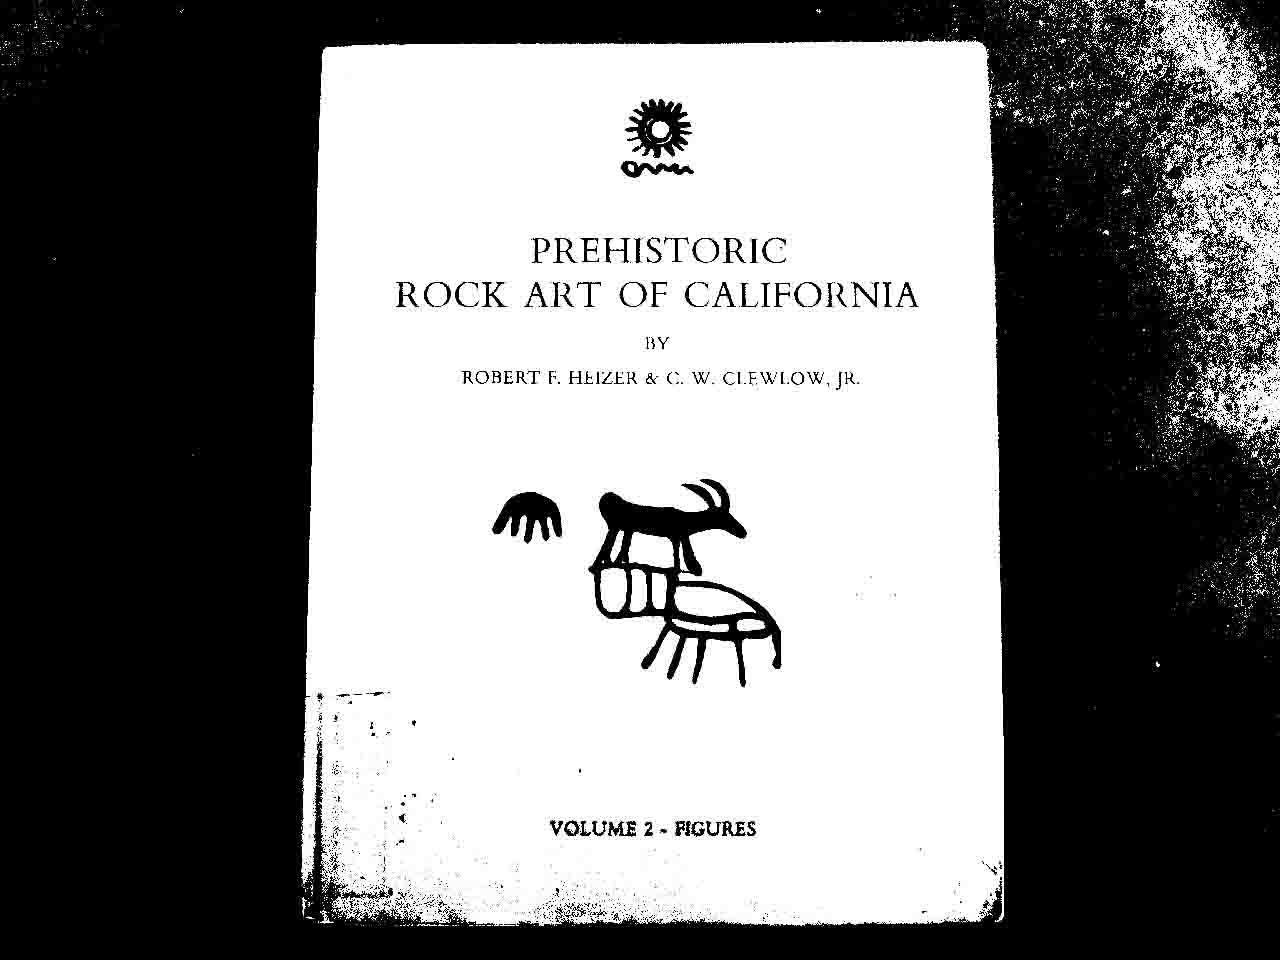 PREHISTORIC
ROCK ART OF CALIFORNIA
BY
ROBERT F. HEIZER & C. W. CLEWLOW, JR.
VOLUME 2 - FIGURES